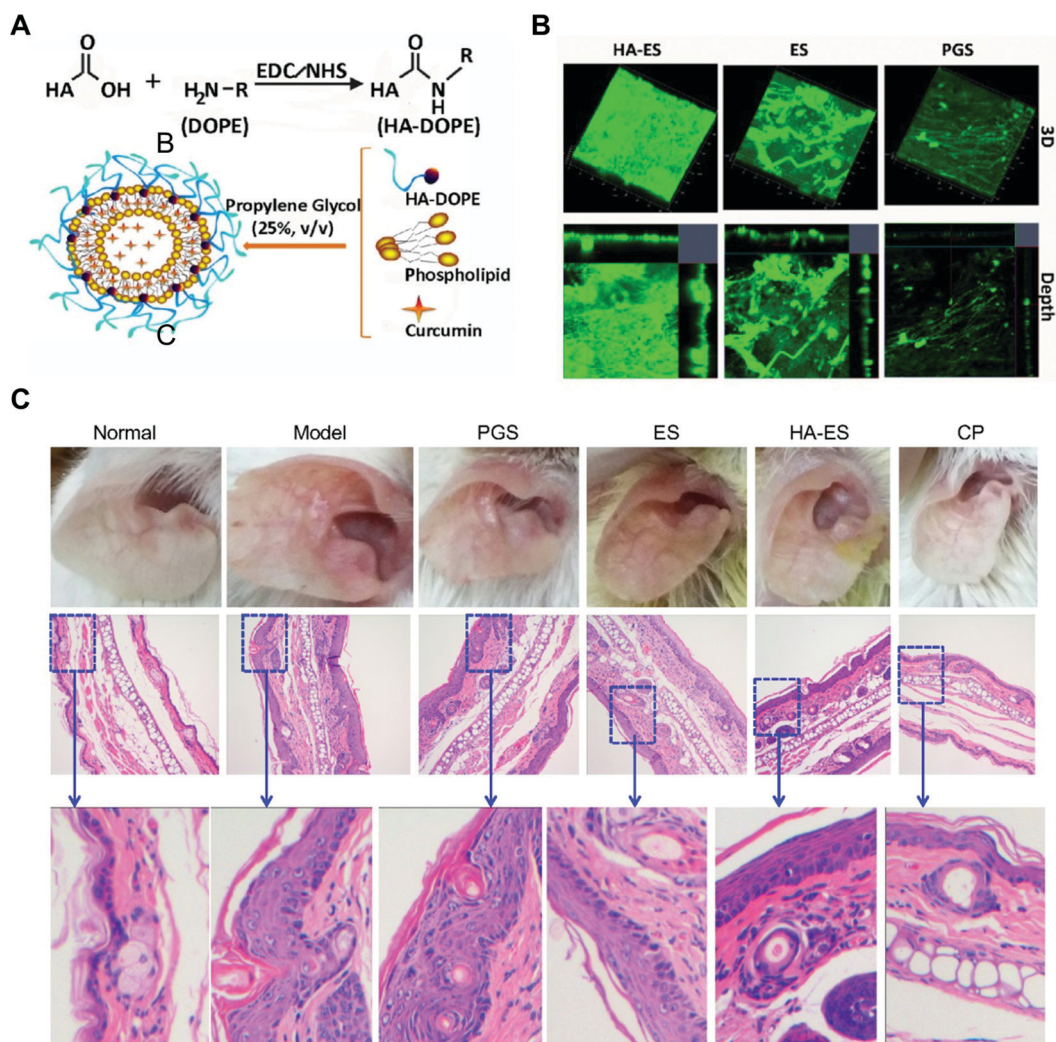 A
O
HA
OH
+
H₂N–R
(DOPE)
EDC/NHS
O
R
HA
N
H
(HA-DOPE)
B
C
Propylene Glycol
(25%, v/v)
HA-DOPE
Phospholipid
Curcumin
B
HA-ES
ES
PGS
3D
Depth
C
Normal
Model
PGS
ES
HA-ES
CP